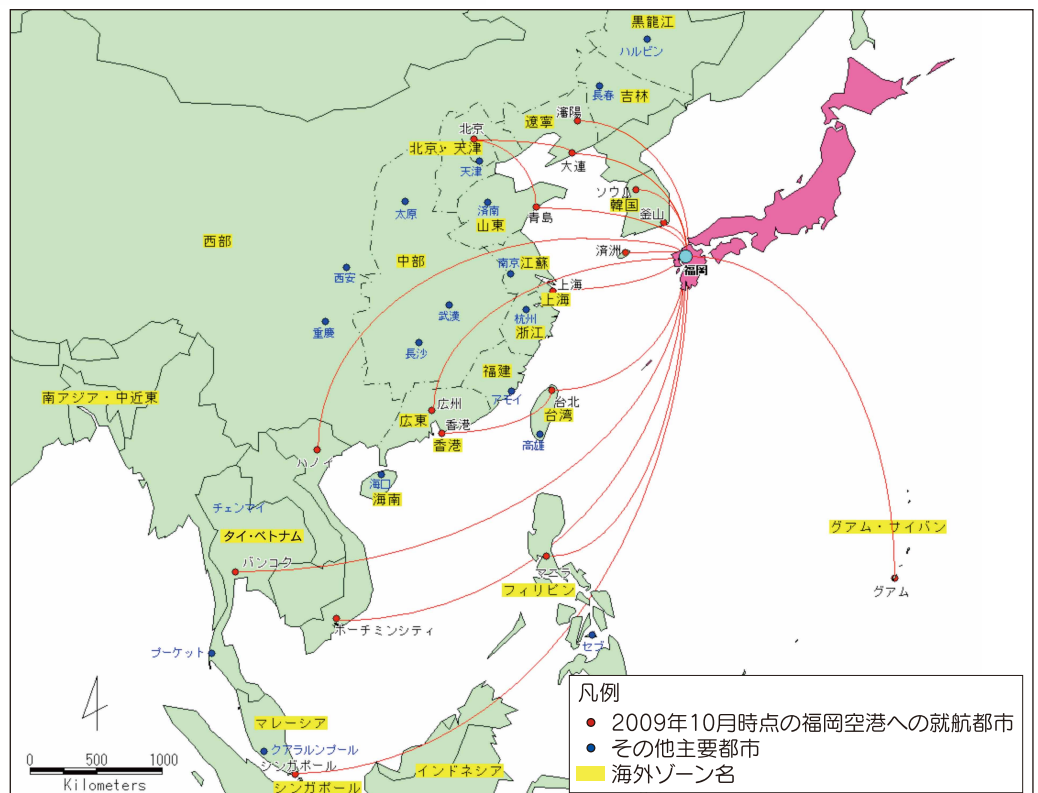 黒龍江
ハルビン
長春
吉林
瀋陽
遼寧
北京
北京・天津
天津
大連
ソウル
韓国
釜山
済洲
福岡
青島
済南
山東
太原
西部
中部
西安
南京
江蘇
上海
上海
杭州
浙江
武漢
重慶
長沙
福建
アモイ
台北
台湾
高雄
広州
広東
香港
香港
南アジア・中近東
ハノイ
海口
海南
チェンマイ
タイ・ベトナム
バンコク
ホーチミンシティ
マニラ
フィリピン
セブ
グアム・サイパン
グアム
プーケット
マレーシア
クアラルンプール
シンガポール
シンガポール
インドネシア
0 500 1000
Kilometers
凡例
2009年10月時点の福岡空港への就航都市
その他主要都市
海外ゾーン名